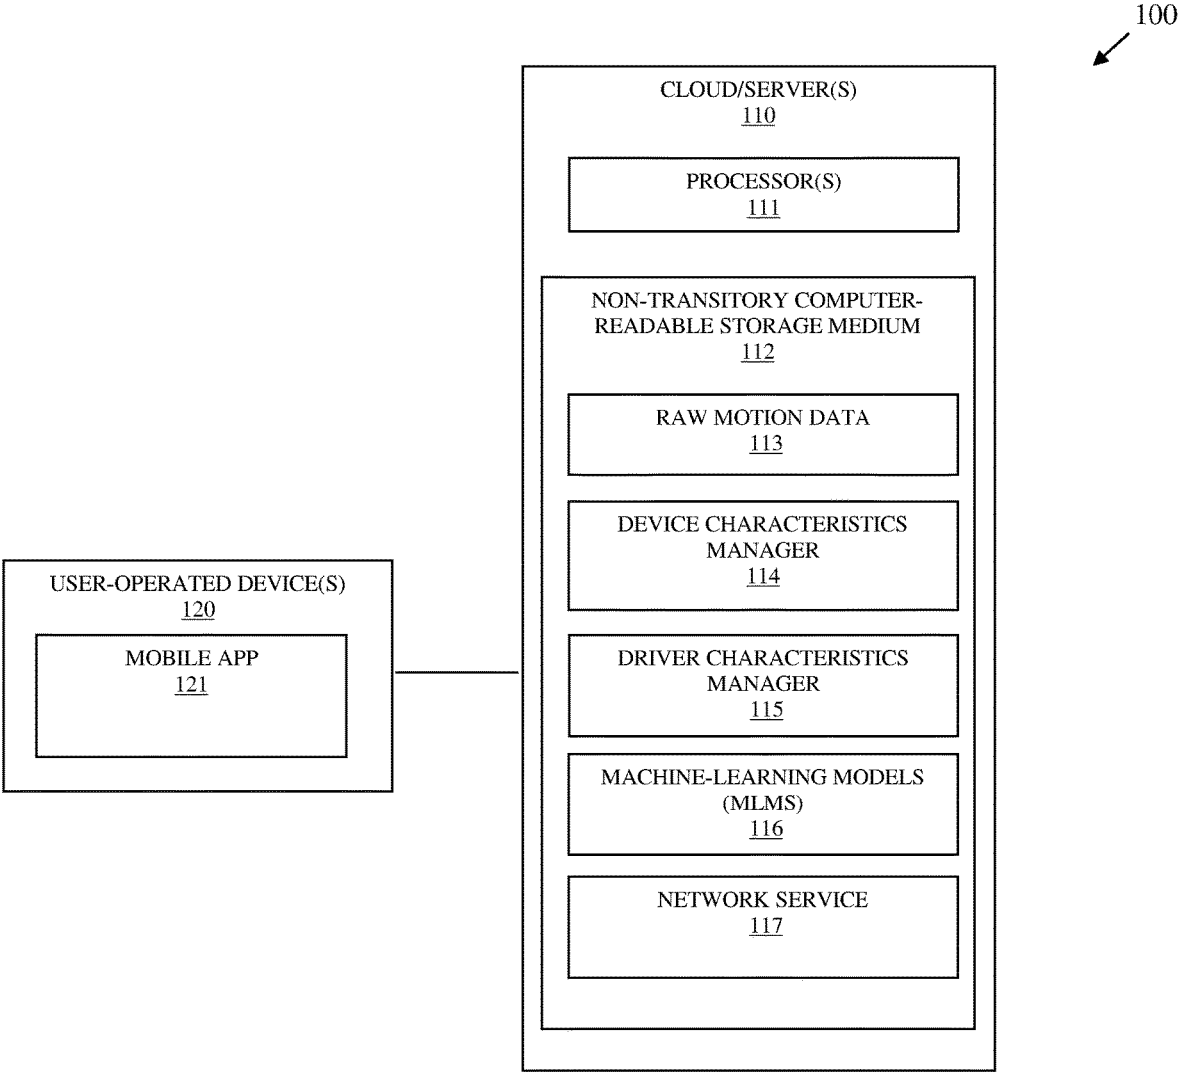 100
CLOUD/SERVER(S)
110
PROCESSOR(S)
111
NON-TRANSITORY COMPUTER-
READABLE STORAGE MEDIUM
112
RAW MOTION DATA
113
DEVICE CHARACTERISTICS
MANAGER
114
DRIVER CHARACTERISTICS
MANAGER
115
MACHINE-LEARNING MODELS
(MLMS)
116
NETWORK SERVICE
117
USER-OPERATED DEVICE(S)
120
MOBILE APP
121